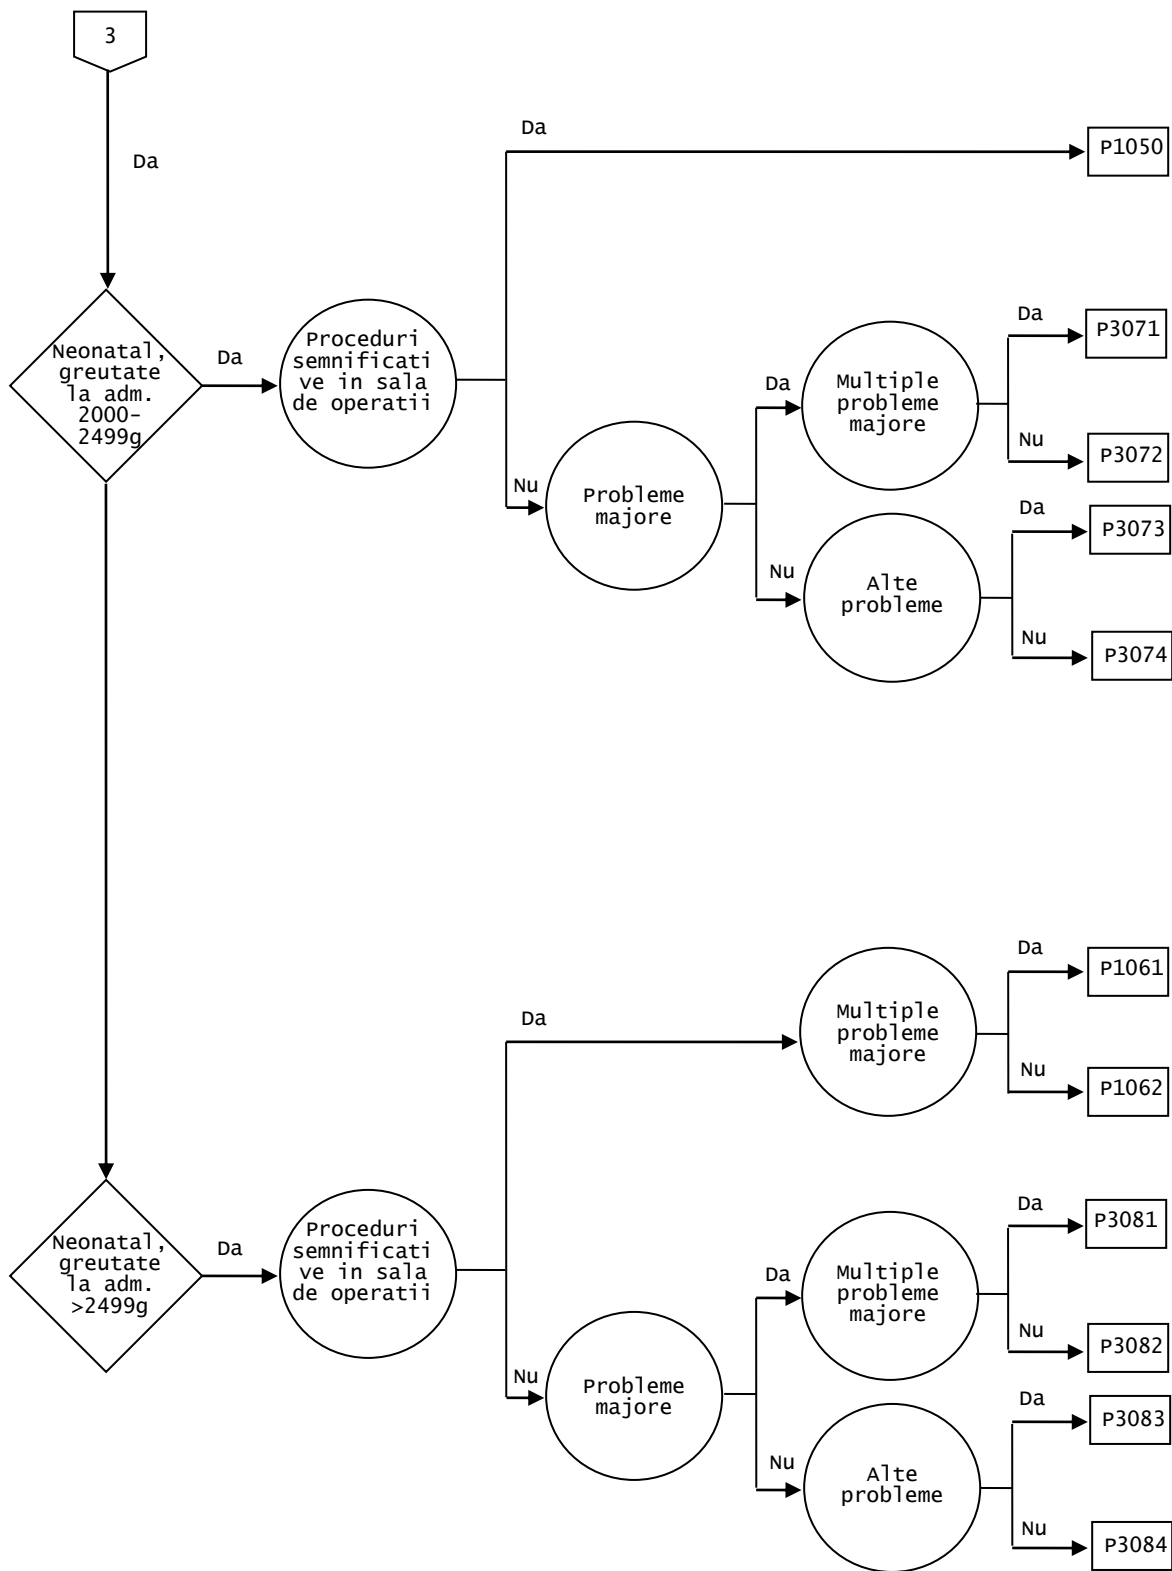 3
Da
Da
P1050
Neonatal,
greutate
la adm.
2000-
2499g
Da
Proceduri
semnificati
ve in sala
de operatii
Nu
Probleme
majore
Da
Multiple
probleme
majore
Da
P3071
Nu
P3072
Nu
Alte
probleme
Da
P3073
Nu
P3074
Neonatal,
greutate
la adm.
>2499g
Da
Proceduri
semnificati
ve in sala
de operatii
Da
Multiple
probleme
majore
Da
P1061
Nu
P1062
Nu
Probleme
majore
Da
Multiple
probleme
majore
Da
P3081
Nu
P3082
Nu
Alte
probleme
Da
P3083
Nu
P3084